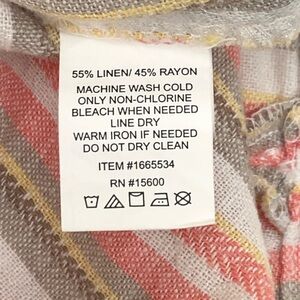 55% LINEN/ 45% RAYON
MACHINE WASH COLD
ONLY NON-CHLORINE
BLEACH WHEN NEEDED
LINE DRY
WARM IRON IF NEEDED
DO NOT DRY CLEAN
ITEM #1665534
RN #15600